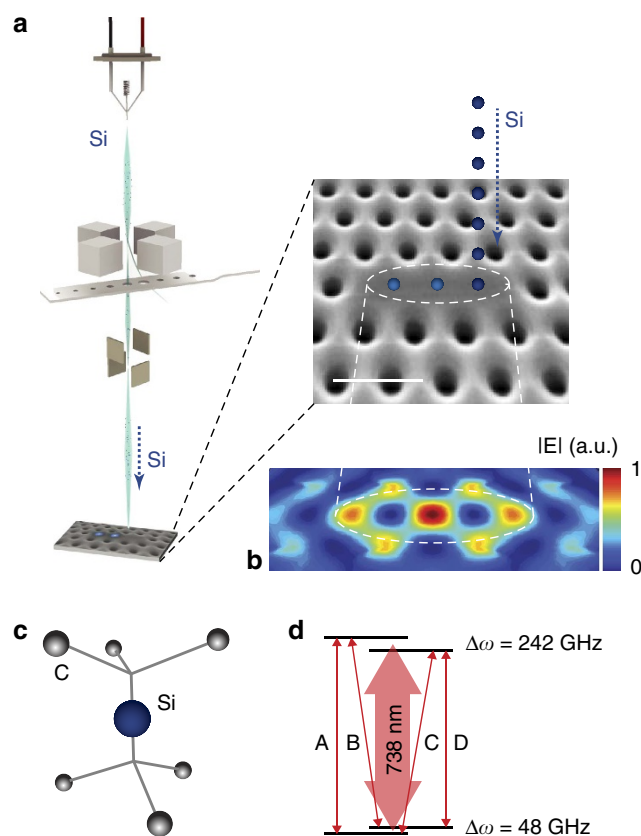 a
Si
Si
Si
|E| (a.u.)
1
0
b
c
C
Si
d
Δω = 242 GHz
A
B
738 nm
C
D
Δω = 48 GHz